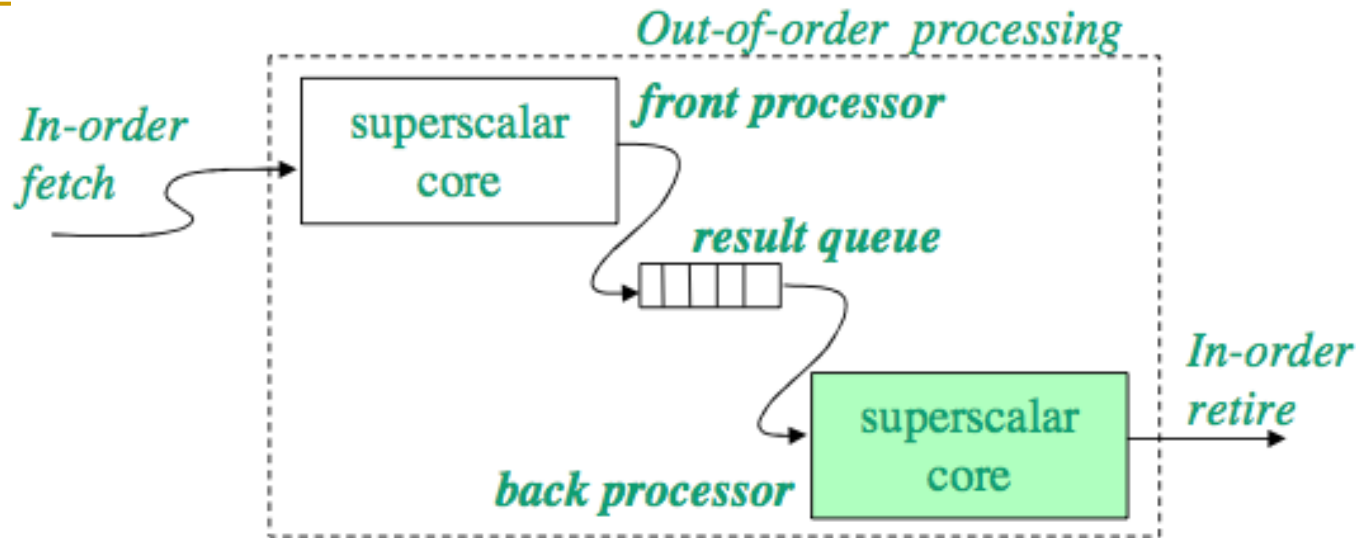 Out-of-order processing
In-order
fetch
superscalar
core
front processor
result queue
In-order
retire
superscalar
core
back processor